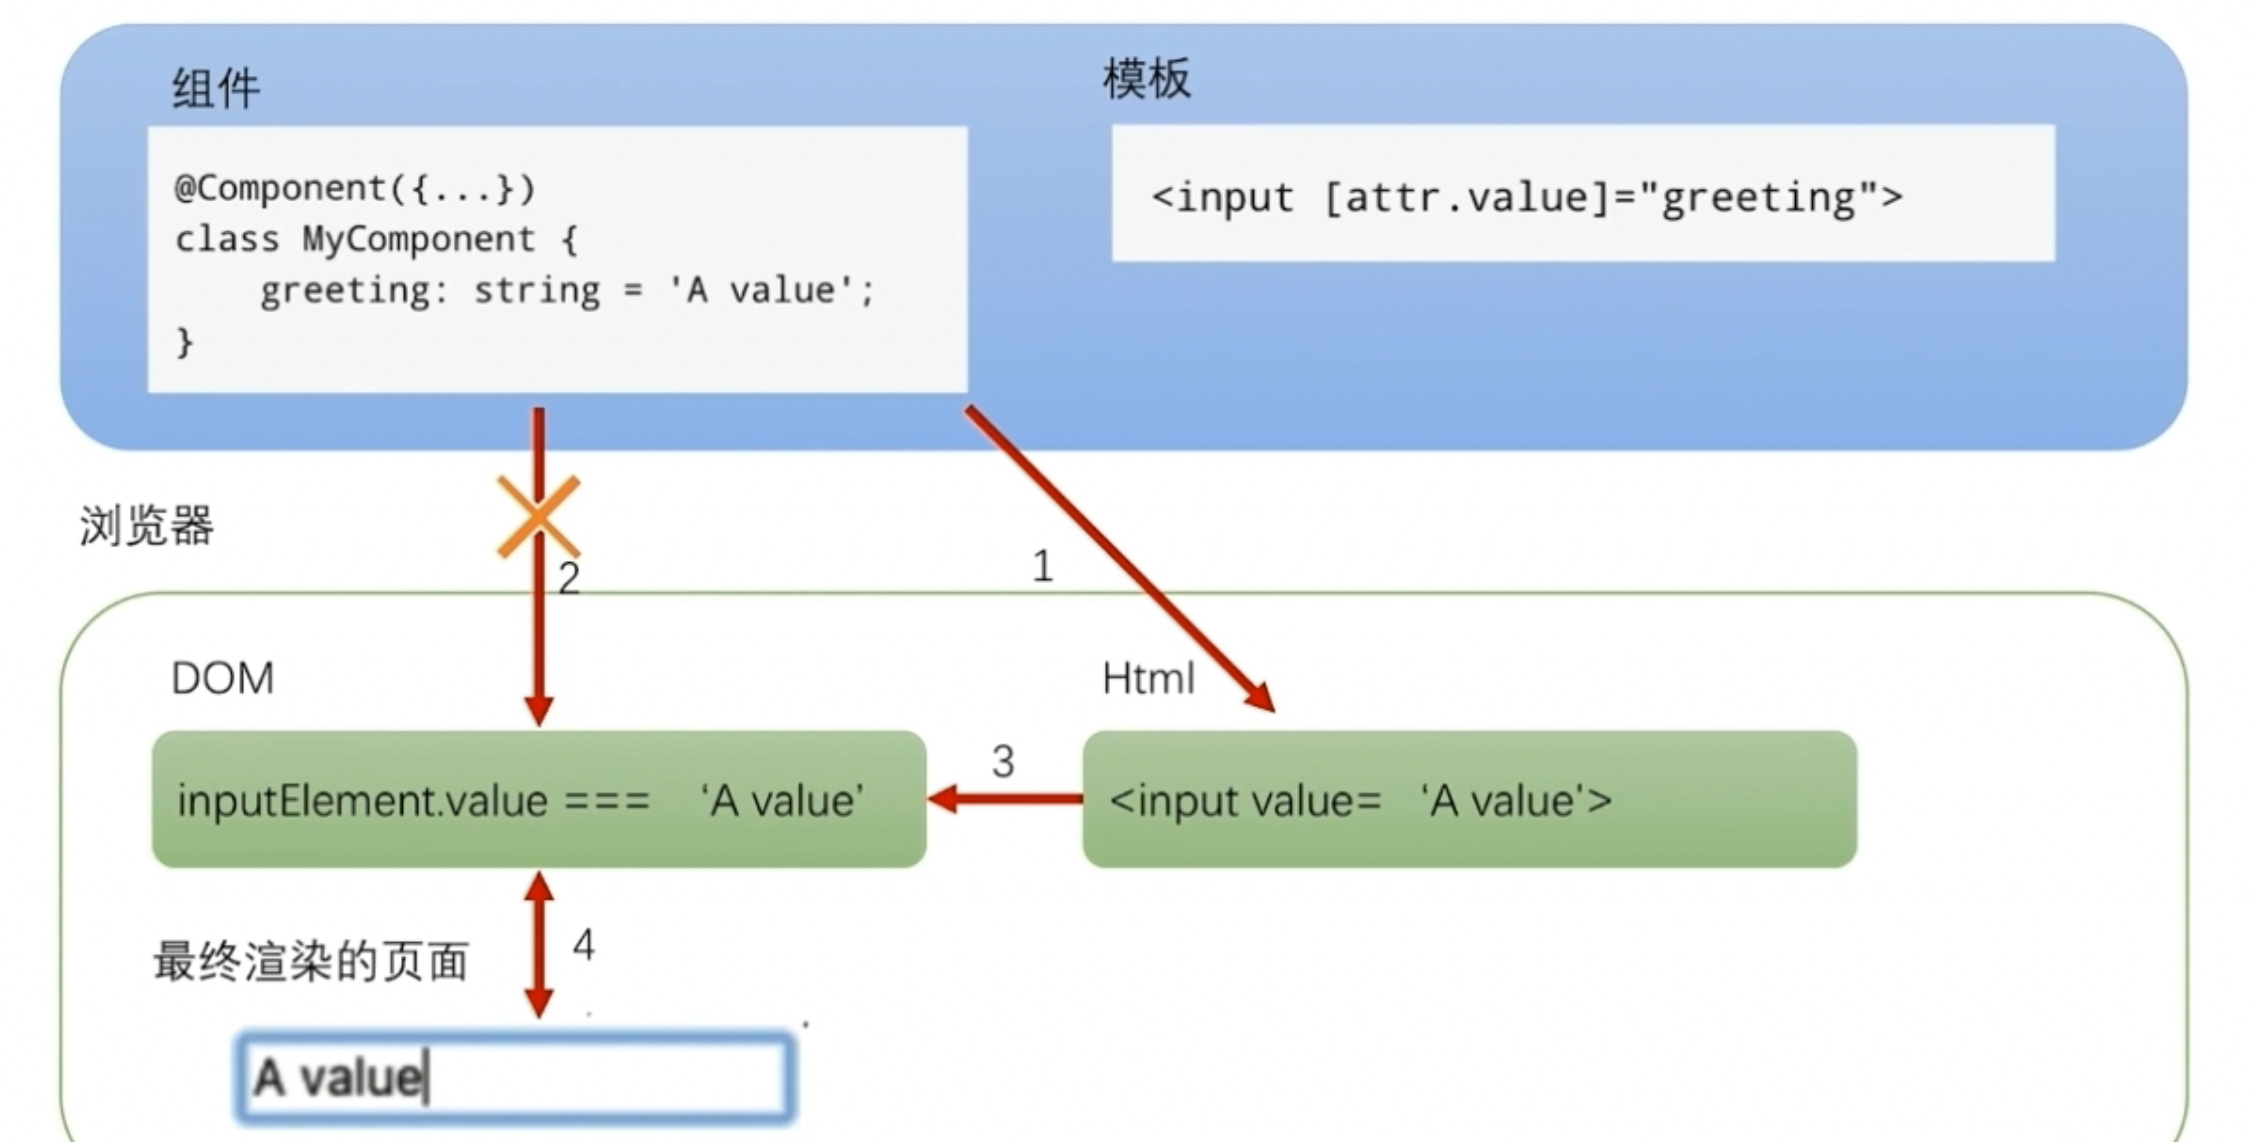 组件
@Component({...})
class MyComponent {
    greeting: string = 'A value';
}
模板
<input [attr.value]="greeting">
浏览器
2
1
DOM
Html
inputElement.value === ‘A value’
3
<input value= ‘A value'>
最终渲染的页面
4
A value